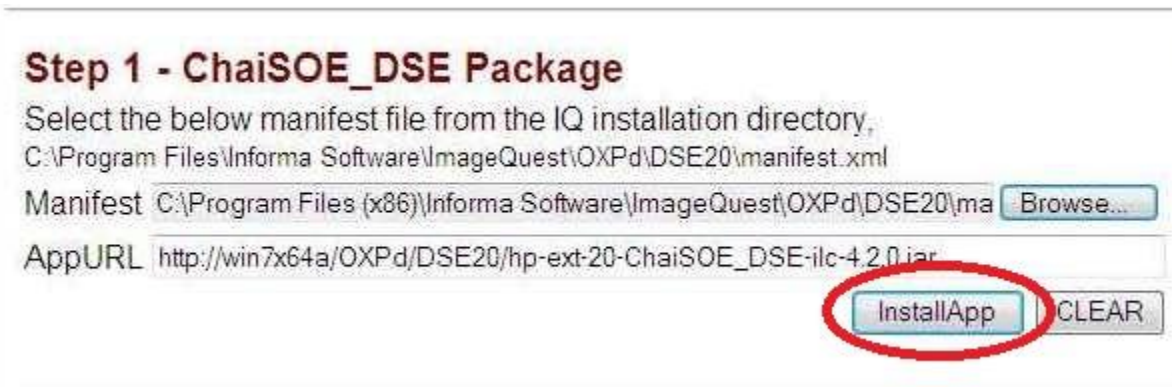 Step 1 - ChaiSOE_DSE Package
Select the below manifest file from the IQ installation directory,
C:\Program Files\Informa Software\ImageQuest\OXPd\DSE20\manifest.xml
Manifest C:\Program Files (x86)\Informa Software\ImageQuest\OXPd\DSE20\ma Browse...
AppURL http://win7x64a/OXPd/DSE20/hp-ext-20-ChaiSOE_DSE-ilc-4.2.0.jar
InstallApp CLEAR